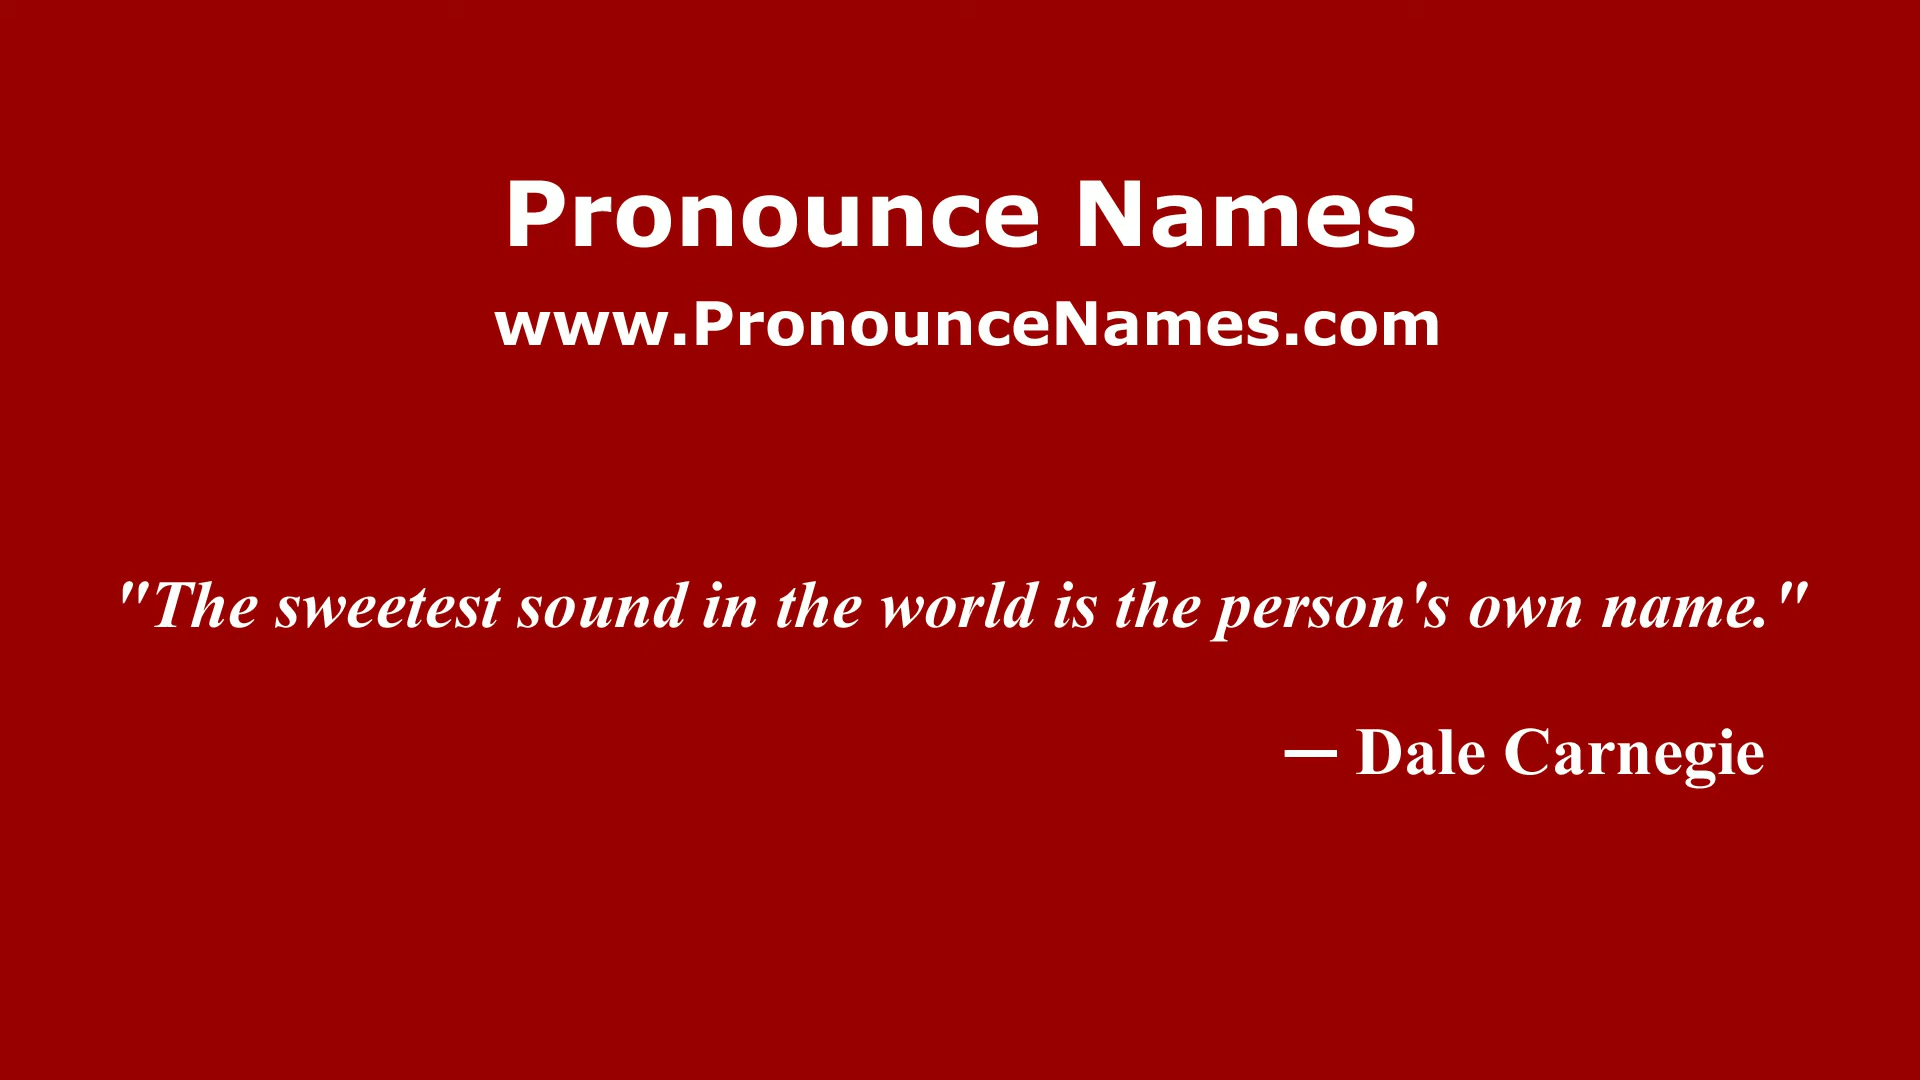 Pronounce Names
www.PronounceNames.com
"The sweetest sound in the world is the person's own name."
— Dale Carnegie